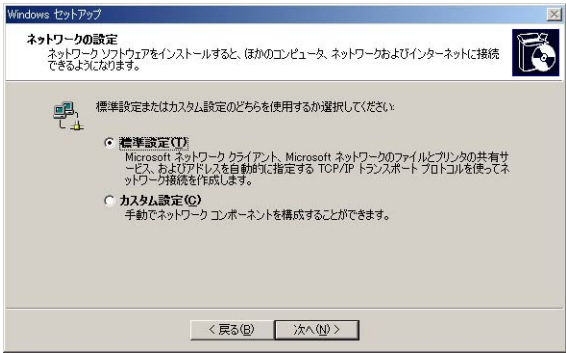 Windows セットアップ
ネットワークの設定
ネットワーク ソフトウェアをインストールすると、ほかのコンピュータ、ネットワークおよびインターネットに接続
できるようになります。
標準設定またはカスタム設定のどちらを使用するか選択してください:
標準設定(T)
Microsoft ネットワーク クライアント、Microsoft ネットワークのファイルとプリンタの共有サ
ービス、およびアドレスを自動的に指定する TCP/IP トランスポート プロトコルを使ってネ
ットワーク接続を作成します。
カスタム設定(C)
手動でネットワーク コンポーネントを構成することができます。
< 戻る(B)
次へ(N) >